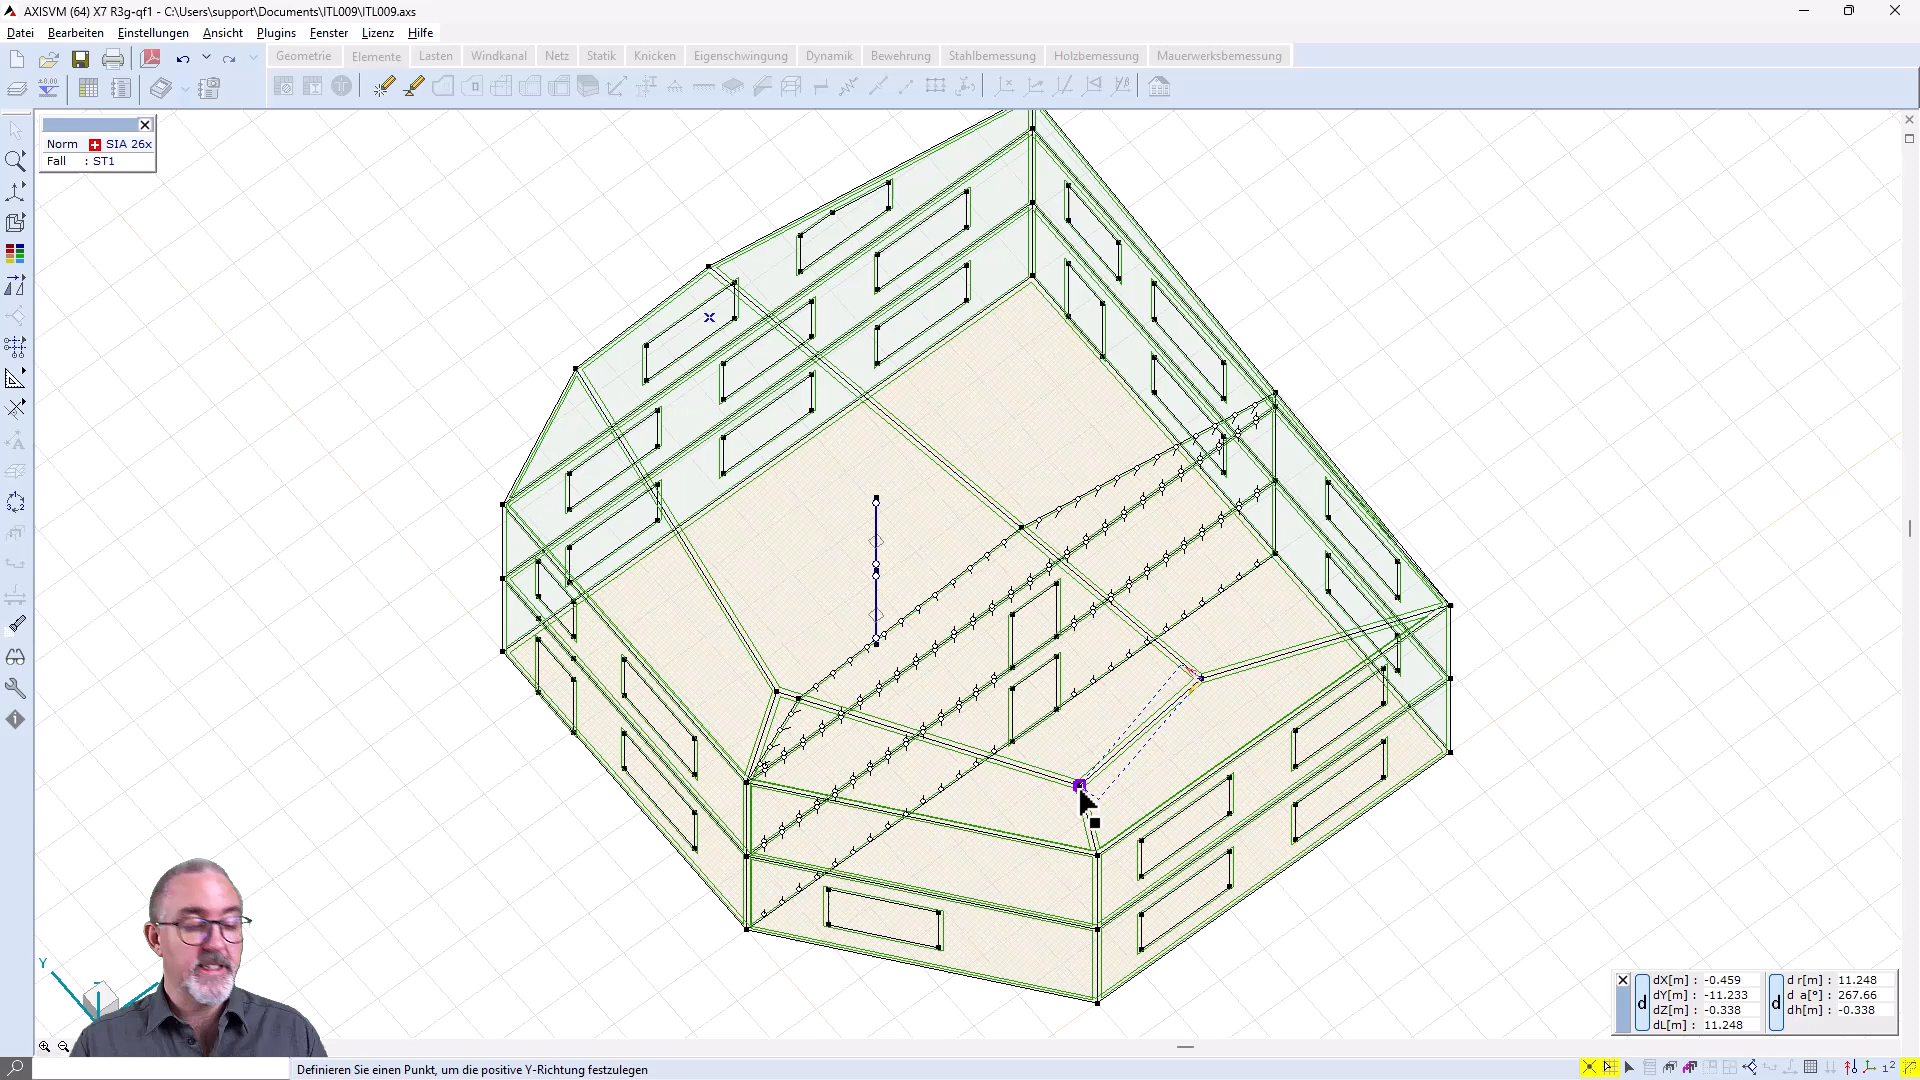 AXISVM (64) X7 R3g-qf1 - C:\Users\support\Documents\ITL009\ITL009.axs
Datei Bearbeiten Einstellungen Ansicht Plugins Fenster Lizenz Hilfe
Geometrie Elemente Lasten Windkanal Netz Statik Knicken Eigenschwingung Dynamik Bewehrung Stahlbemessung Holzbemessung Mauerwerksbemessung
Norm SIA 26x
Fall : ST1
Y
dX[m] : -0.459
dY[m] : -11.233
dZ[m] : -0.338
dL[m] : 11.248
d r[m] : 11.248
d a[°] : 267.66
d h[m] : -0.338
d
d
Definieren Sie einen Punkt, um die positive Y-Richtung festzulegen